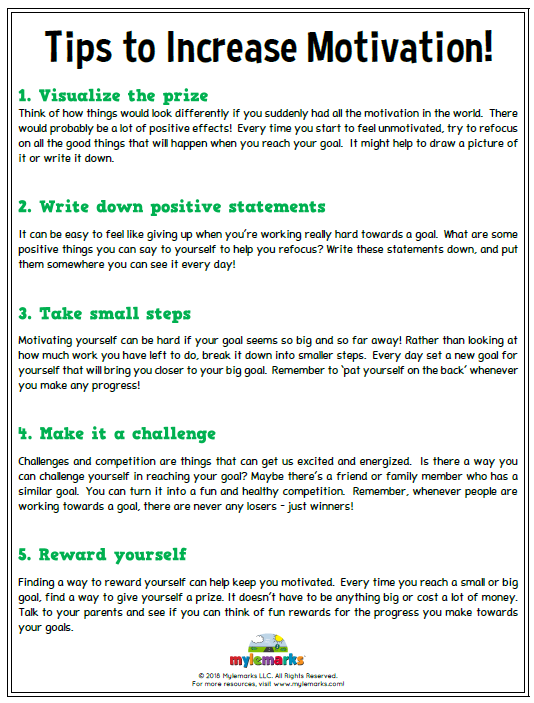 Tips to Increase Motivation!
1. Visualize the prize
Think of how things would look differently if you suddenly had all the motivation in the world. There
would probably be a lot of positive effects! Every time you start to feel unmotivated, try to refocus
on all the good things that will happen when you reach your goal. It might help to draw a picture of
it or write it down.
2. Write down positive statements
It can be easy to feel like giving up when you're working really hard towards a goal. What are some
positive things you can say to yourself to help you refocus? Write these statements down, and put
them somewhere you can see it every day!
3. Take small steps
Motivating yourself can be hard if your goal seems so big and so far away! Rather than looking at
how much work you have left to do, break it down into smaller steps. Every day set a new goal for
yourself that will bring you closer to your big goal. Remember to 'pat yourself on the back' whenever
you make any progress!
4. Make it a challenge
Challenges and competition are things that can get us excited and energized. Is there a way you
can challenge yourself in reaching your goal? Maybe there's a friend or family member who has a
similar goal. You can turn it into a fun and healthy competition. Remember, whenever people are
working towards a goal, there are never any losers - just winners!
5. Reward yourself
Finding a way to reward yourself can help keep you motivated. Every time you reach a small or big
goal, find a way to give yourself a prize. It doesn't have to be anything big or cost a lot of money.
Talk to your parents and see if you can think of fun rewards for the progress you make towards
your goals.
mylemarks
© 2018 Mylemarks LLC. All Rights Reserved.
For more resources, visit www.mylemarks.com!